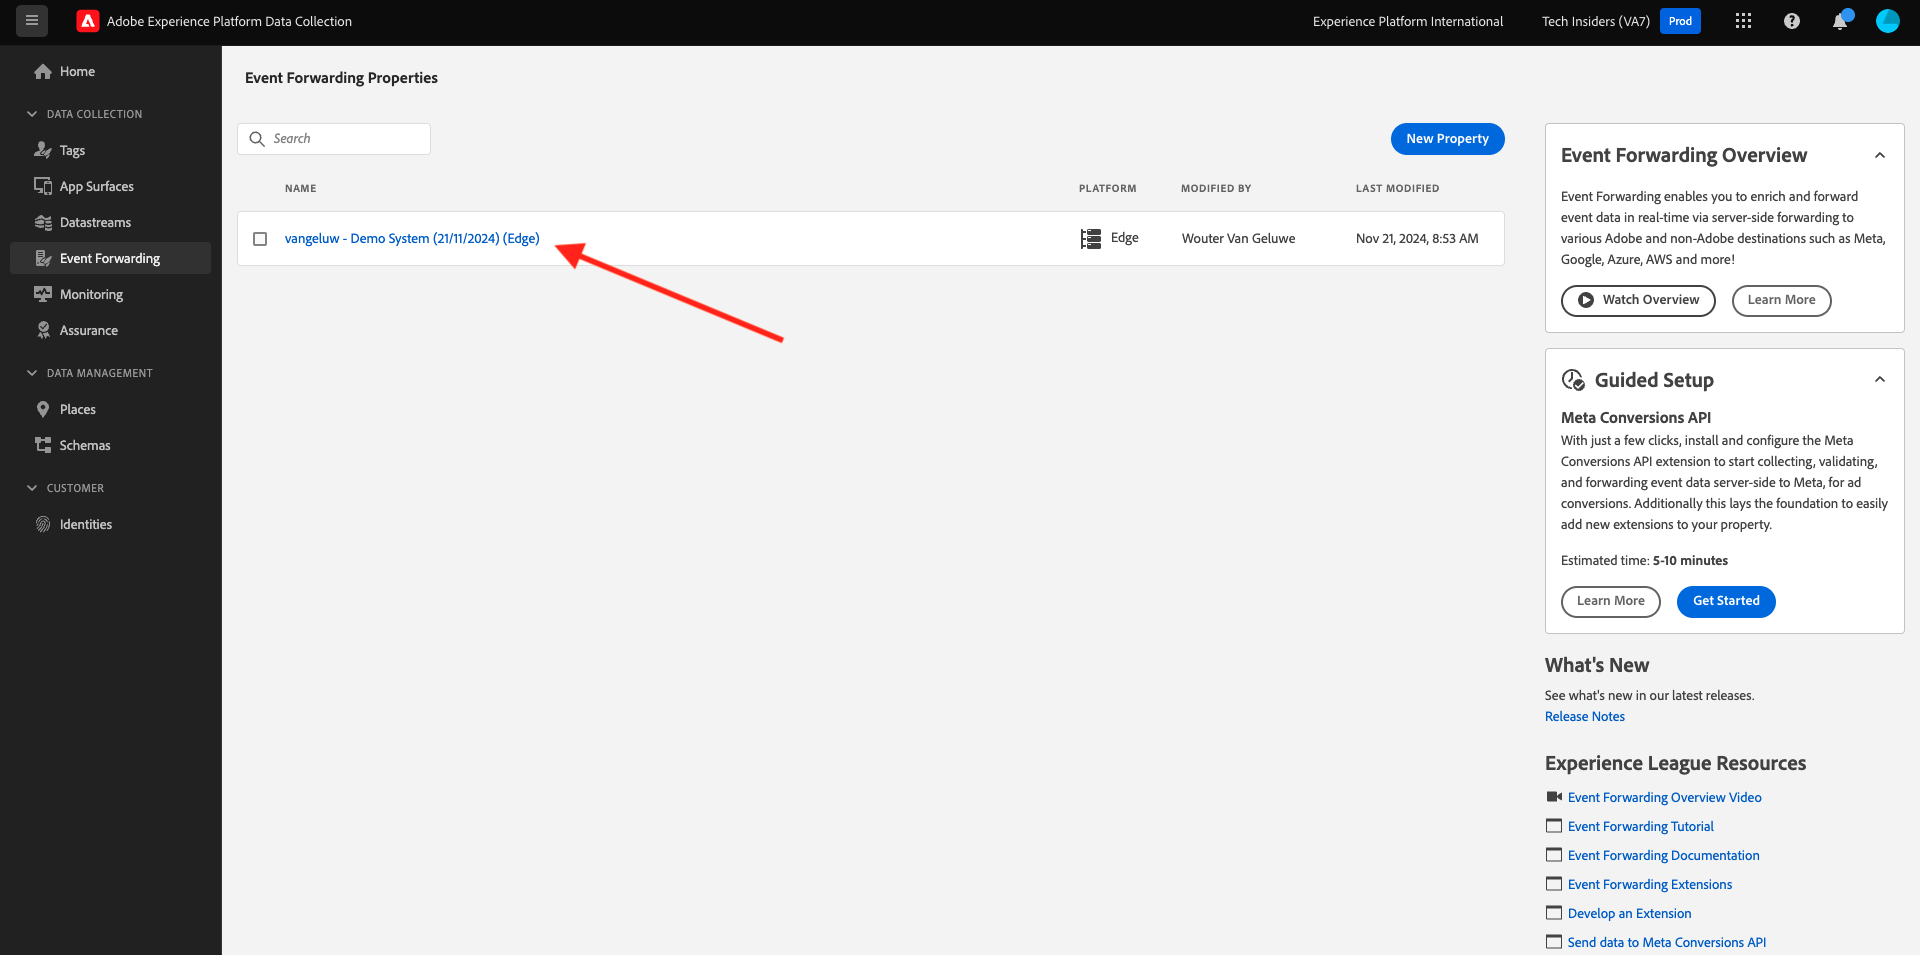 Adobe Experience Platform Data Collection
Experience Platform International
Tech Insiders (VA7)
Prod
Home
DATA COLLECTION
Tags
App Surfaces
Datastreams
Event Forwarding
Monitoring
Assurance
DATA MANAGEMENT
Places
Schemas
CUSTOMER
Identities
Event Forwarding Properties
Search
New Property
NAME
PLATFORM
MODIFIED BY
LAST MODIFIED
vangeluw - Demo System (21/11/2024) (Edge)
Edge
Wouter Van Geluwe
Nov 21, 2024, 8:53 AM
Event Forwarding Overview
Event Forwarding enables you to enrich and forward
event data in real-time via server-side forwarding to
various Adobe and non-Adobe destinations such as Meta,
Google, Azure, AWS and more!
Watch Overview
Learn More
Guided Setup
Meta Conversions API
With just a few clicks, install and configure the Meta
Conversions API extension to start collecting, validating,
and forwarding event data server-side to Meta, for ad
conversions. Additionally this lays the foundation to easily
add new extensions to your property.
Estimated time: 5-10 minutes
Learn More
Get Started
What's New
See what's new in our latest releases.
Release Notes
Experience League Resources
Event Forwarding Overview Video
Event Forwarding Tutorial
Event Forwarding Documentation
Event Forwarding Extensions
Develop an Extension
Send data to Meta Conversions API